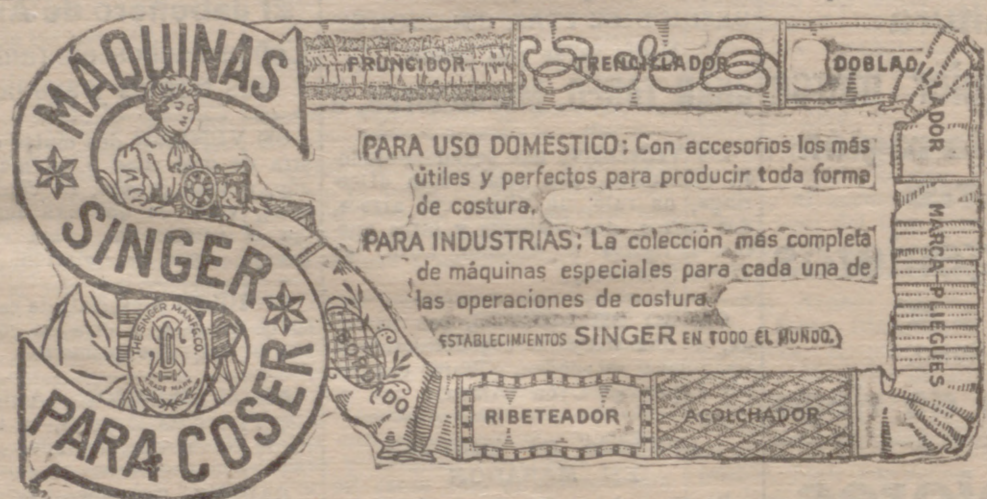 MÁQUINAS
SINGER
PARA COSER
THE SINGER MANFG. CO.
TRADE MARK
FRUNCIDOR
TRENCILLADOR
DOBLADILLADOR
MARCA-PLIEGUES
PARA USO DOMÉSTICO: Con accesorios los más
útiles y perfectos para producir toda forma
de costura.
PARA INDUSTRIAS: La colección más completa
de máquinas especiales para cada una de
las operaciones de costura.
ESTABLECIMIENTOS SINGER EN TODO EL MUNDO.
BORDADO
RIBETEADOR
ACOLCHADOR